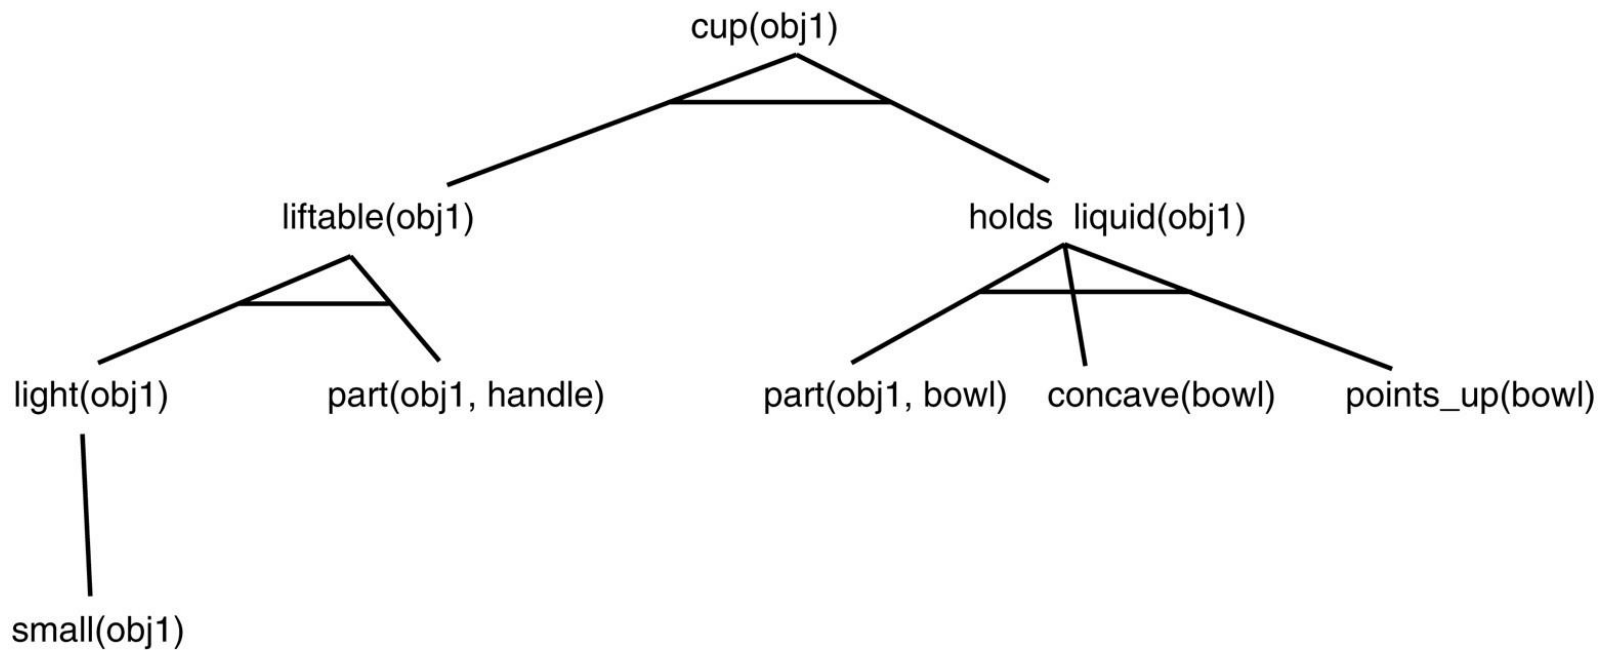 cup(obj1)
liftable(obj1)
holds liquid(obj1)
light(obj1)
part(obj1, handle)
part(obj1, bowl)
concave(bowl)
points_up(bowl)
small(obj1)